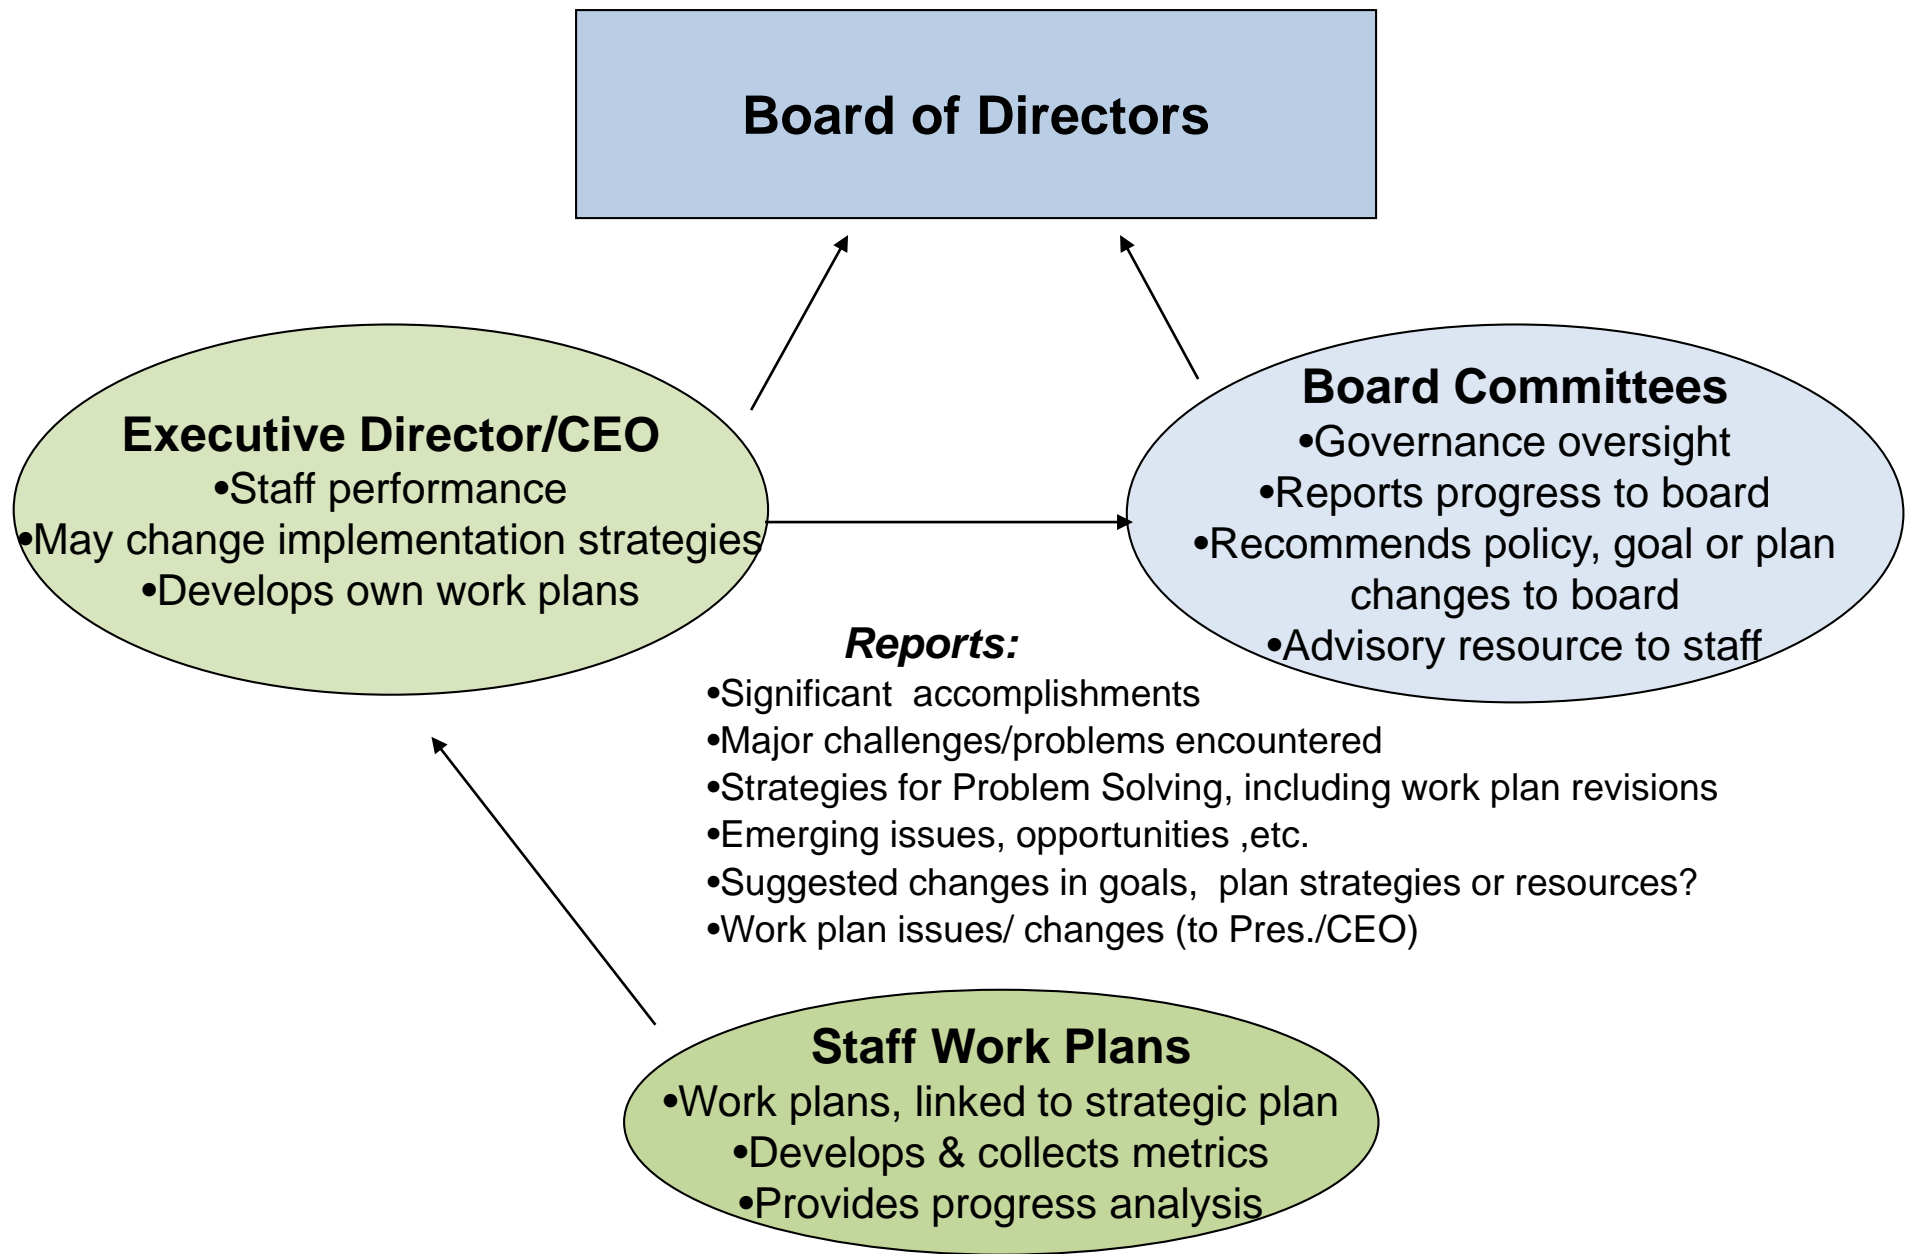 Board of Directors
Executive Director/CEO
•Staff performance
•May change implementation strategies
•Develops own work plans
Board Committees
•Governance oversight
•Reports progress to board
•Recommends policy, goal or plan
changes to board
•Advisory resource to staff
Reports:
•Significant  accomplishments
•Major challenges/problems encountered
•Strategies for Problem Solving, including work plan revisions
•Emerging issues, opportunities ,etc.
•Suggested changes in goals,  plan strategies or resources?
•Work plan issues/ changes (to Pres./CEO)
Staff Work Plans
•Work plans, linked to strategic plan
•Develops & collects metrics
•Provides progress analysis